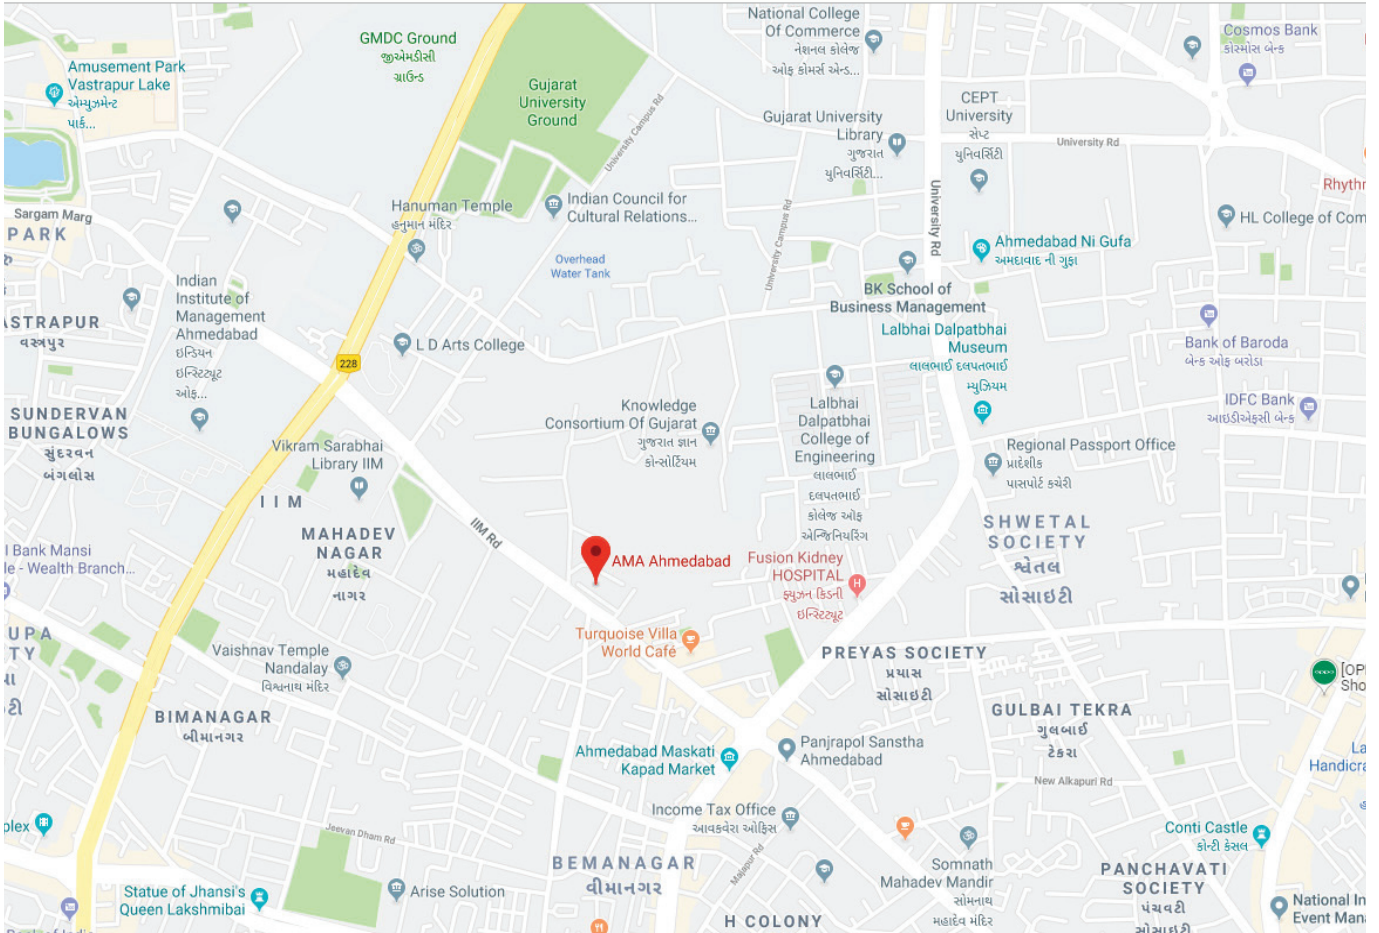 National College
Of Commerce
નેશનલ કોલેજ
ઓફ કોમર્સ એન્ડ...
Cosmos Bank
કોસ્મોસ બેન્ક
GMDC Ground
જીએમડીસી
ગ્રાઉન્ડ
Amusement Park
Vastrapur Lake
એમ્યુઝમેન્ટ
પાર્ક...
Gujarat
University
Ground
University Campus Rd
CEPT
University
સેપ્ટ
યુનિવર્સિટી
Gujarat University
Library
ગુજરાત
યુનિવર્સિટી...
University Rd
Hanuman Temple
હનુમાન મંદિર
Indian Council for
Cultural Relations...
Sargam Marg
PARK
University Rd
University Campus Rd
HL College of Com
Ahmedabad Ni Gufa
અમદાવાદ ની ગુફા
Overhead
Water Tank
Indian
Institute of
Management
Ahmedabad
ઇન્ડિયન
ઇન્સ્ટિટ્યૂટ
ઓફ...
BK School of
Business Management
ASTRAPUR
વસ્ત્રાપુર
L D Arts College
228
Lalbhai Dalpatbhai
Museum
લાલભાઈ દલપતભાઈ
મ્યુઝિયમ
Bank of Baroda
બેન્ક ઓફ બરોડા
IDFC Bank
આઇડીએફસી બેન્ક
SUNDERVAN
BUNGALOWS
સુંદરવન
બંગલોસ
Knowledge
Consortium Of Gujarat
ગુજરાત જ્ઞાન
કોન્સોર્ટિયમ
Lalbhai
Dalpatbhai
College of
Engineering
લાલભાઈ
દલપતભાઈ
કોલેજ ઓફ
એન્જિનિયરિંગ
Regional Passport Office
પ્રાદેશીક
પાસપોર્ટ કચેરી
Vikram Sarabhai
Library IIM
I I M
IIM Rd
MAHADEV
NAGAR
મહાદેવ
નાગર
SHWETAL
SOCIETY
શ્વેતલ
સોસાઇટી
l Bank Mansi
le - Wealth Branch...
AMA Ahmedabad
Fusion Kidney
HOSPITAL
ફ્યુઝન કિડની
ઇન્સ્ટિટ્યૂટ
H
Turquoise Villa
World Café
UPA
TY
Vaishnav Temple
Nandalay
વિશ્વનાથ મંદિર
PREYAS SOCIETY
પ્રયાસ
સોસાઇટી
BIMANAGAR
બીમાનગર
GULBAI TEKRA
ગુલબાઈ
ટેકરા
Ahmedabad Maskati
Kapad Market
Panjrapol Sanstha
Ahmedabad
New Alkapuri Rd
Handicra
Income Tax Office
આવકવેરા ઓફિસ
Jeevan Dham Rd
plex
Conti Castle
કોન્ટી કેસલ
BEMANAGAR
વીમાનગર
Majapur Rd
Somnath
Mahadev Mandir
સોમનાથ
મહાદેવ મંદિર
PANCHAVATI
SOCIETY
પંચવટી
સોસાઇટી
Statue of Jhansi's
Queen Lakshmibai
Arise Solution
H COLONY
National In
Event Man